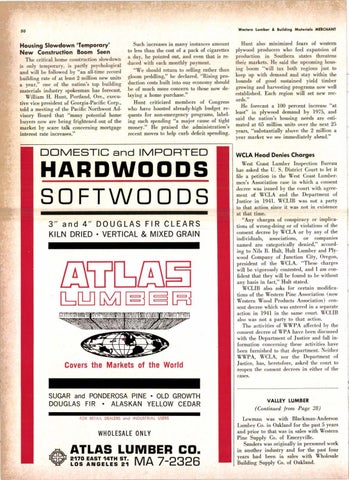 50
Western Lumber & Building Materials MERCHANT
Housing Slowdown 'Temporary'
New Construction Boom Seen
The critical home construction slowdown
is only temporary, is partly psychological
and will be followed by "an all-time record
building rate of at least 2 million new units
a year," one of the nation's top building
materials industry spokesman has forecast.
William H. Hunt, Portland, Ore., execu-
tive vice president of Georgia-Pacific Corp.,
told a meeting of the Pacific Northwest Ad-
visory Board that "many potential home
buyers now are being frightened out of the
market by scare talk concerning mortgage
interest rate increases."
Such increases in many instances amount
to less than the cost of a pack of cigarettes
a day, he pointed out, and even that is re-
duced with each monthly payment.
"We should return to selling rather than
gloom peddling," he declared. "Rising pro-
duction costs built into our economy should
be of much more concern to these now de-
laying a home purchase."
Hunt criticized members of Congress
who have boosted already-high budget re-
quests for non-emergency programs, label-
ing such spending "a major cause of tight
money." He praised the administration's
recent moves to help curb deficit spending.
Hunt also minimized fears of western
plywood producers who feel expansion of
production in Southern states threatens
their markets. He said the upcoming hous-
ing boom "will tax both regions just to
keep up with demand and stay within the
bounds of good sustained yield timber
growing and harvesting programs now well
established. Each region will set new rec-
ords."
He forecast a 100 percent increase "at
least" in plywood demand by 1975, and
said the nation's housing needs are esti-
mated at 65 million units over the next 25
years, "substantially above the 2 million a
year market we see immediately ahead."
DOMESTIC and IMPORTED
HARDWOODS
SOFTWOODS
3" and 4" DOUGLAS FIR CLEARS
KILN DRIED • VERTICAL & MIXED GRAIN
ATLAS
LUMBER
Covers the Markets of the World
SUGAR and PONDEROSA PINE • OLD GROWTH
DOUGLAS FIR • ALASKAN YELLOW CEDAR
FOR RETAIL DEALERS and INDUSTRIAL USERS
WHOLESALE ONLY
ATLAS LUMBER CO.
2170 EAST 14TH ST.
LOS ANGELES 21 MA 7-2326
WCLA Head Denies Charges
West Coast Lumber Inspection Bureau
has asked the U. S. District Court to let it
file a petition in the West Coast Lumber-
men's Association case in which a consent
decree was issued by the court with agree-
ment of WCLA and the Department of
Justice in 1941. WCLIB was not a party
to that action since it was not in existence
at that time.
"Any charges of conspiracy or implica-
tions of wrong-doing or of violations of the
consent decree by WCLA or by any of the
individuals, associations, or companies
named are categorically denied," accord-
ing to Nils B. Hult, Hult Lumber and Ply-
wood Company of Junction City, Oregon,
president of the WCLA. "These charges
will be vigorously contested, and I am con-
fident that they will be found to be without
any basis in fact," Hult stated.
WCLIB also asks for certain modifica-
tions of the Western Pine Association (now
Western Wood Products Association) con-
sent decree which was entered in a separate
action in 1941 in the same court. WCLIB
also was not a party to that action.
The activities of WWPA affected by the
consent decree of WPA have been discussed
with the Department of Justice and full in-
formation concerning these activities have
been furnished to that department. Neither
WWPA, WCLA, nor the Department of
Justice, has, heretofore, asked the court to
reopen the consent decrees in either of the
cases.
VALLEY LUMBER
(Continued from Page 28)
Lowman was with Blackman-Anderson
Lumber Co. in Oakland for the past 5 years
and prior to that was in sales with Western
Pine Supply Co. of Emeryville.
Sanders was originally in personnel work
in another industry and for the past four
years had been in sales with Wholesale
Building Supply Co. of Oakland.